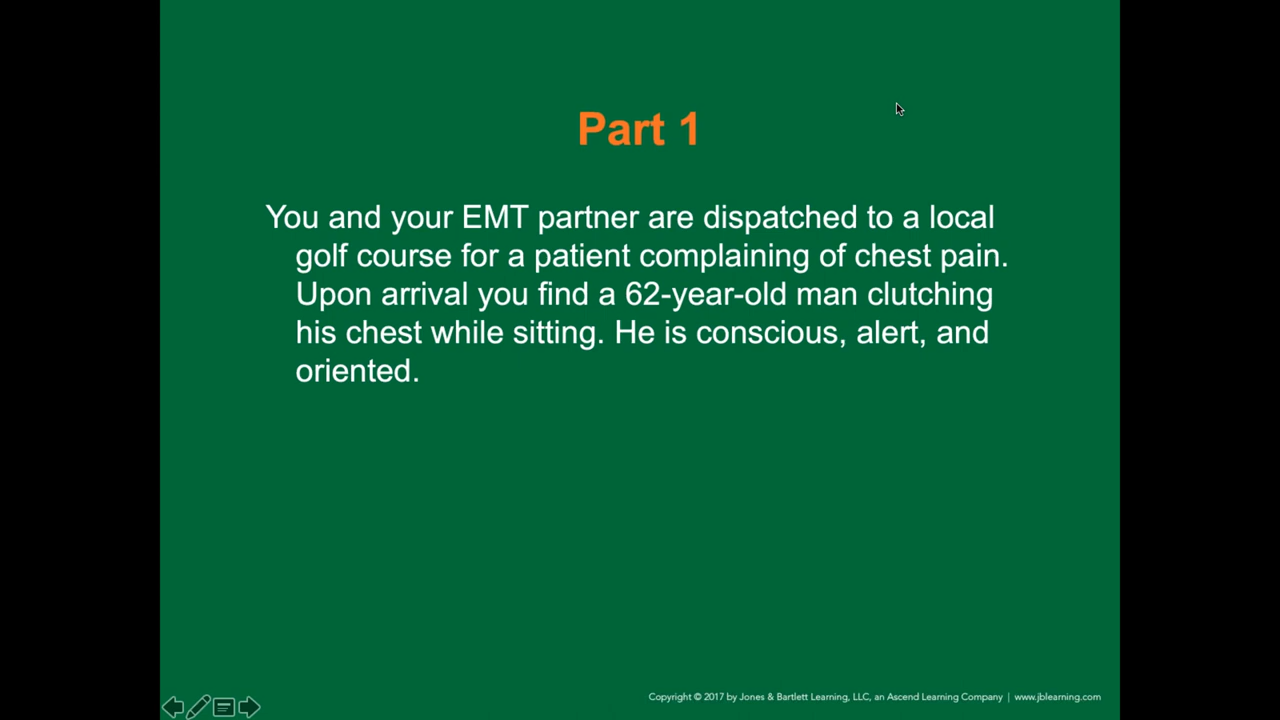 Part 1
You and your EMT partner are dispatched to a local
golf course for a patient complaining of chest pain.
Upon arrival you find a 62-year-old man clutching
his chest while sitting. He is conscious, alert, and
oriented.
Copyright © 2017 by Jones & Bartlett Learning, LLC, an Ascend Learning Company | www.jblearning.com